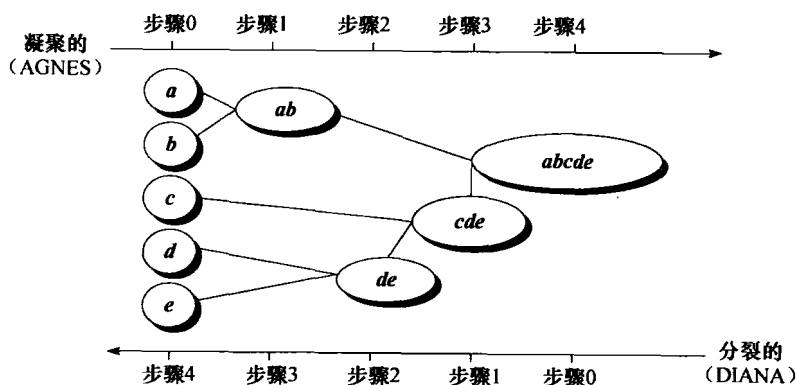 步骤0 步骤1 步骤2 步骤3 步骤4
凝聚的
（AGNES）
a
ab
b
abcde
c
cde
d
de
e
分裂的
（DIANA）
步骤4 步骤3 步骤2 步骤1 步骤0